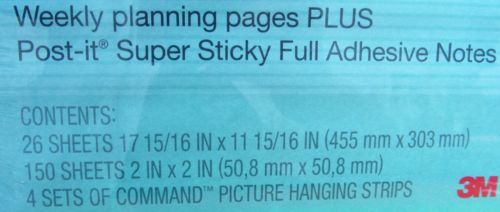 Weekly planning pages PLUS
Post-it® Super Sticky Full Adhesive Notes
CONTENTS:
26 SHEETS 17 15/16 IN x 11 15/16 IN (455 mm x 303 mm)
150 SHEETS 2 IN x 2 IN (50,8 mm x 50,8 mm)
4 SETS OF COMMAND™ PICTURE HANGING STRIPS
3M